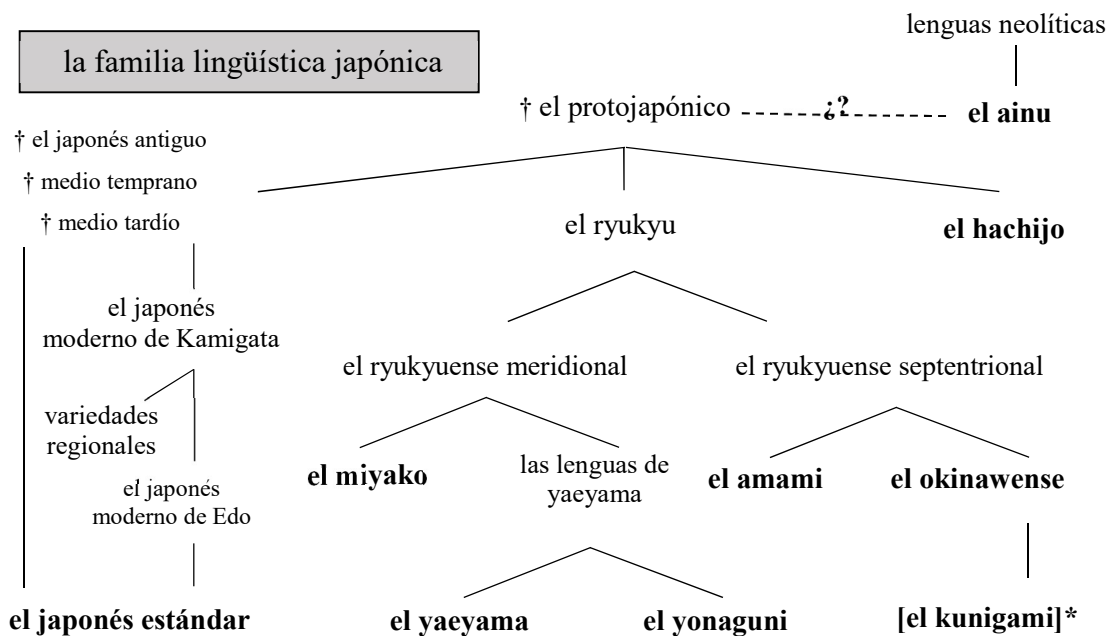 lenguas neolíticas
la familia lingüística japónica
† el protojapónico ¿? el ainu
† el japonés antiguo
† medio temprano
† medio tardío
el ryukyu
el hachijo
el japonés
moderno de Kamigata
el ryukyuense meridional
el ryukyuense septentrional
variedades
regionales
el miyako
las lenguas de
yaeyama
el amami
el okinawense
el japonés
moderno de Edo
el japonés estándar
el yaeyama
el yonaguni
[el kunigami]*